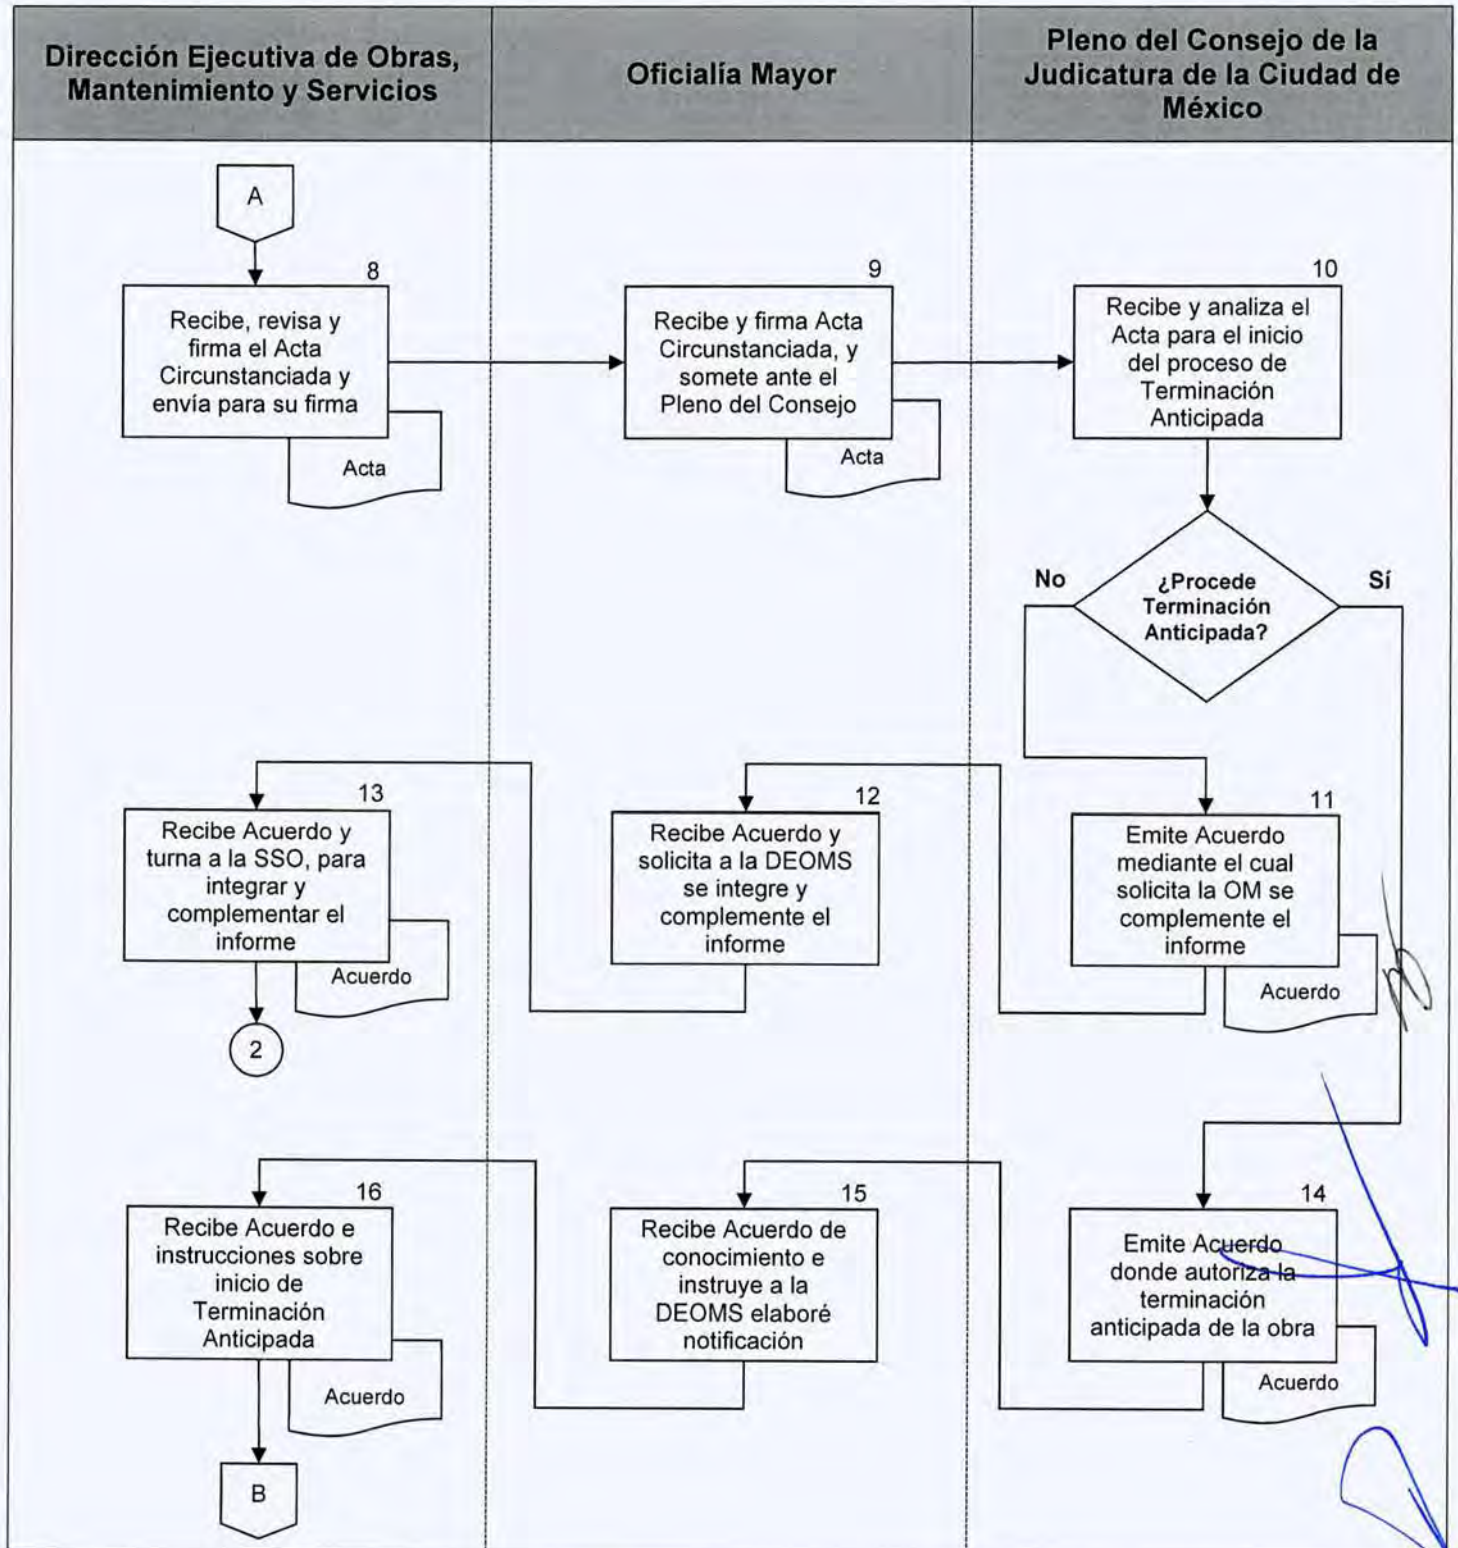 Dirección Ejecutiva de Obras,
Mantenimiento y Servicios
Oficialía Mayor
Pleno del Consejo de la
Judicatura de la Ciudad de
México
A
8
Recibe, revisa y
firma el Acta
Circunstanciada y
envía para su firma
Acta
9
Recibe y firma Acta
Circunstanciada, y
somete ante el
Pleno del Consejo
Acta
10
Recibe y analiza el
Acta para el inicio
del proceso de
Terminación
Anticipada
No
¿Procede
Terminación
Anticipada?
Sí
13
Recibe Acuerdo y
turna a la SSO, para
integrar y
complementar el
informe
Acuerdo
2
12
Recibe Acuerdo y
solicita a la DEOMS
se integre y
complemente el
informe
11
Emite Acuerdo
mediante el cual
solicita la OM se
complemente el
informe
Acuerdo
16
Recibe Acuerdo e
instrucciones sobre
inicio de
Terminación
Anticipada
Acuerdo
B
15
Recibe Acuerdo de
conocimiento e
instruye a la
DEOMS elaboré
notificación
14
Emite Acuerdo
donde autoriza la
terminación
anticipada de la obra
Acuerdo